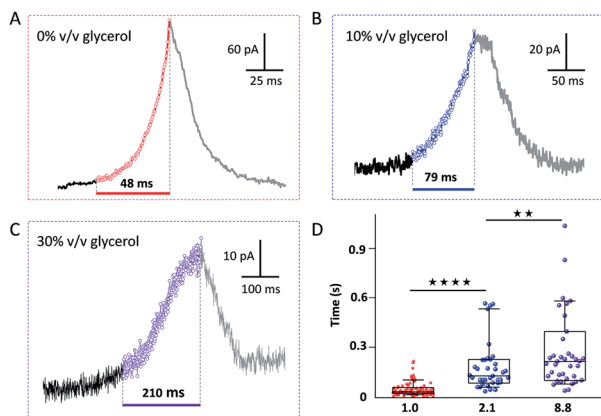 A
0% v/v glycerol
60 pA
25 ms
48 ms
B
10% v/v glycerol
20 pA
50 ms
79 ms
C
30% v/v glycerol
10 pA
100 ms
210 ms
D
★★
★★★★
Time (s)
0.9
0.6
0.3
0
1.0 2.1 8.8